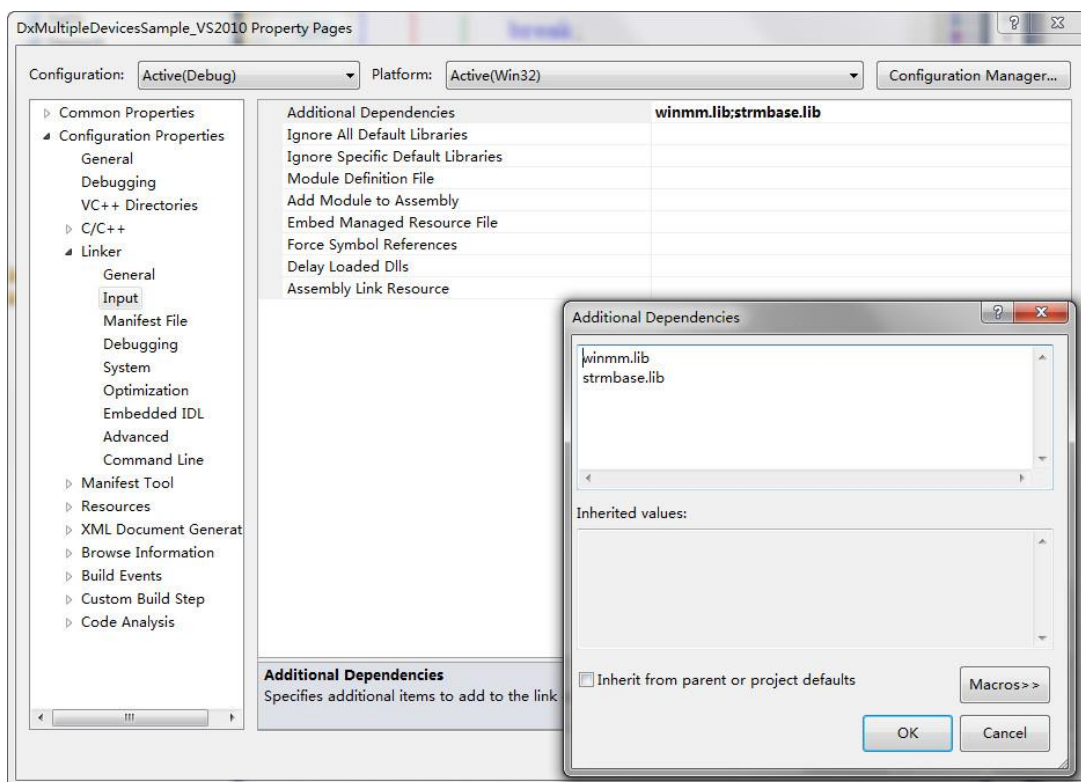 DxMultipleDevicesSample_VS2010 Property Pages
break;
Configuration: Active(Debug) Platform: Active(Win32) Configuration Manager...
Common Properties
Configuration Properties
General
Debugging
VC++ Directories
C/C++
Linker
General
Input
Manifest File
Debugging
System
Optimization
Embedded IDL
Advanced
Command Line
Manifest Tool
Resources
XML Document Generat
Browse Information
Build Events
Custom Build Step
Code Analysis
Additional Dependencies winmm.lib;strmbase.lib
Ignore All Default Libraries
Ignore Specific Default Libraries
Module Definition File
Add Module to Assembly
Embed Managed Resource File
Force Symbol References
Delay Loaded Dlls
Assembly Link Resource
Additional Dependencies
Specifies additional items to add to the link
Additional Dependencies
winmm.lib
strmbase.lib
Inherited values:
Inherit from parent or project defaults
Macros>>
OK Cancel